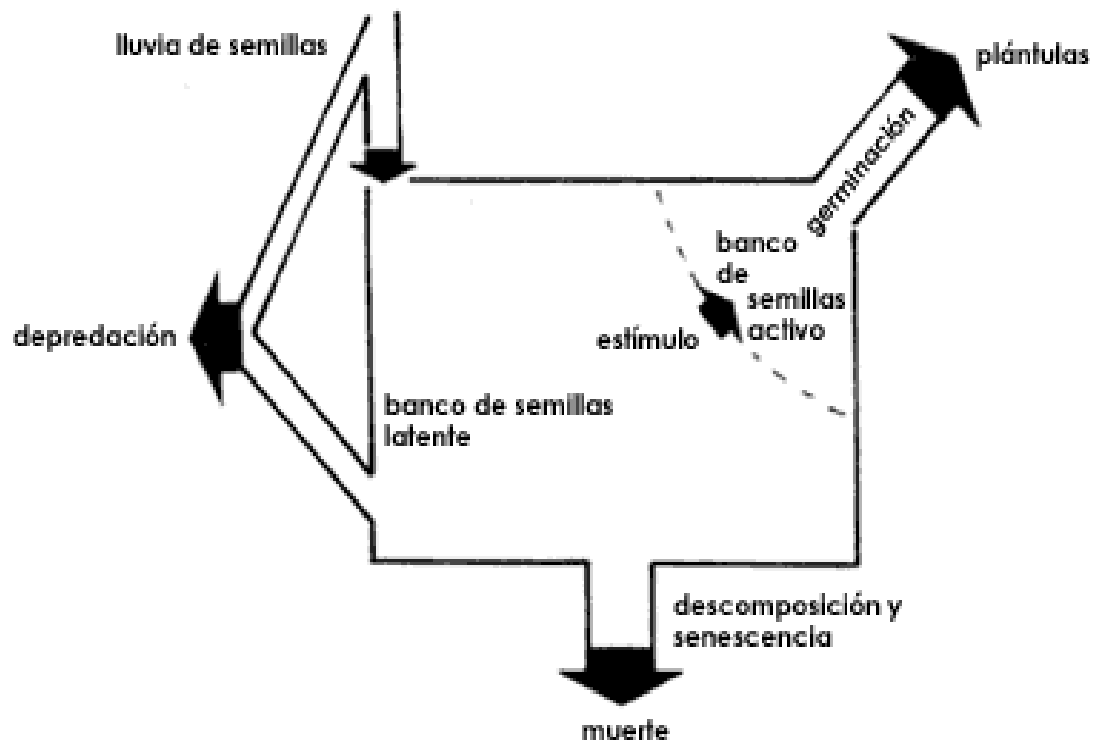 lluvia de semillas
plántulas
germinación
banco
de
semillas
activo
estímulo
depredación
banco de semillas
latente
descomposición y
senescencia
muerte